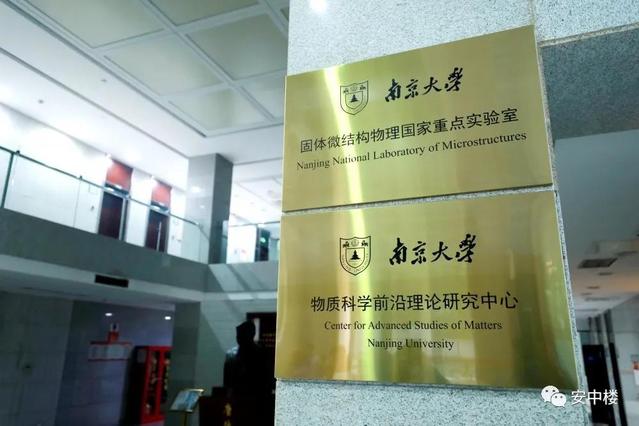 南京大學
固体微结构物理国家重点实验室
Nanjing National Laboratory of Microstructures
南京大學
物质科学前沿理论研究中心
Center for Advanced Studies of Matters
Nanjing University
安中楼